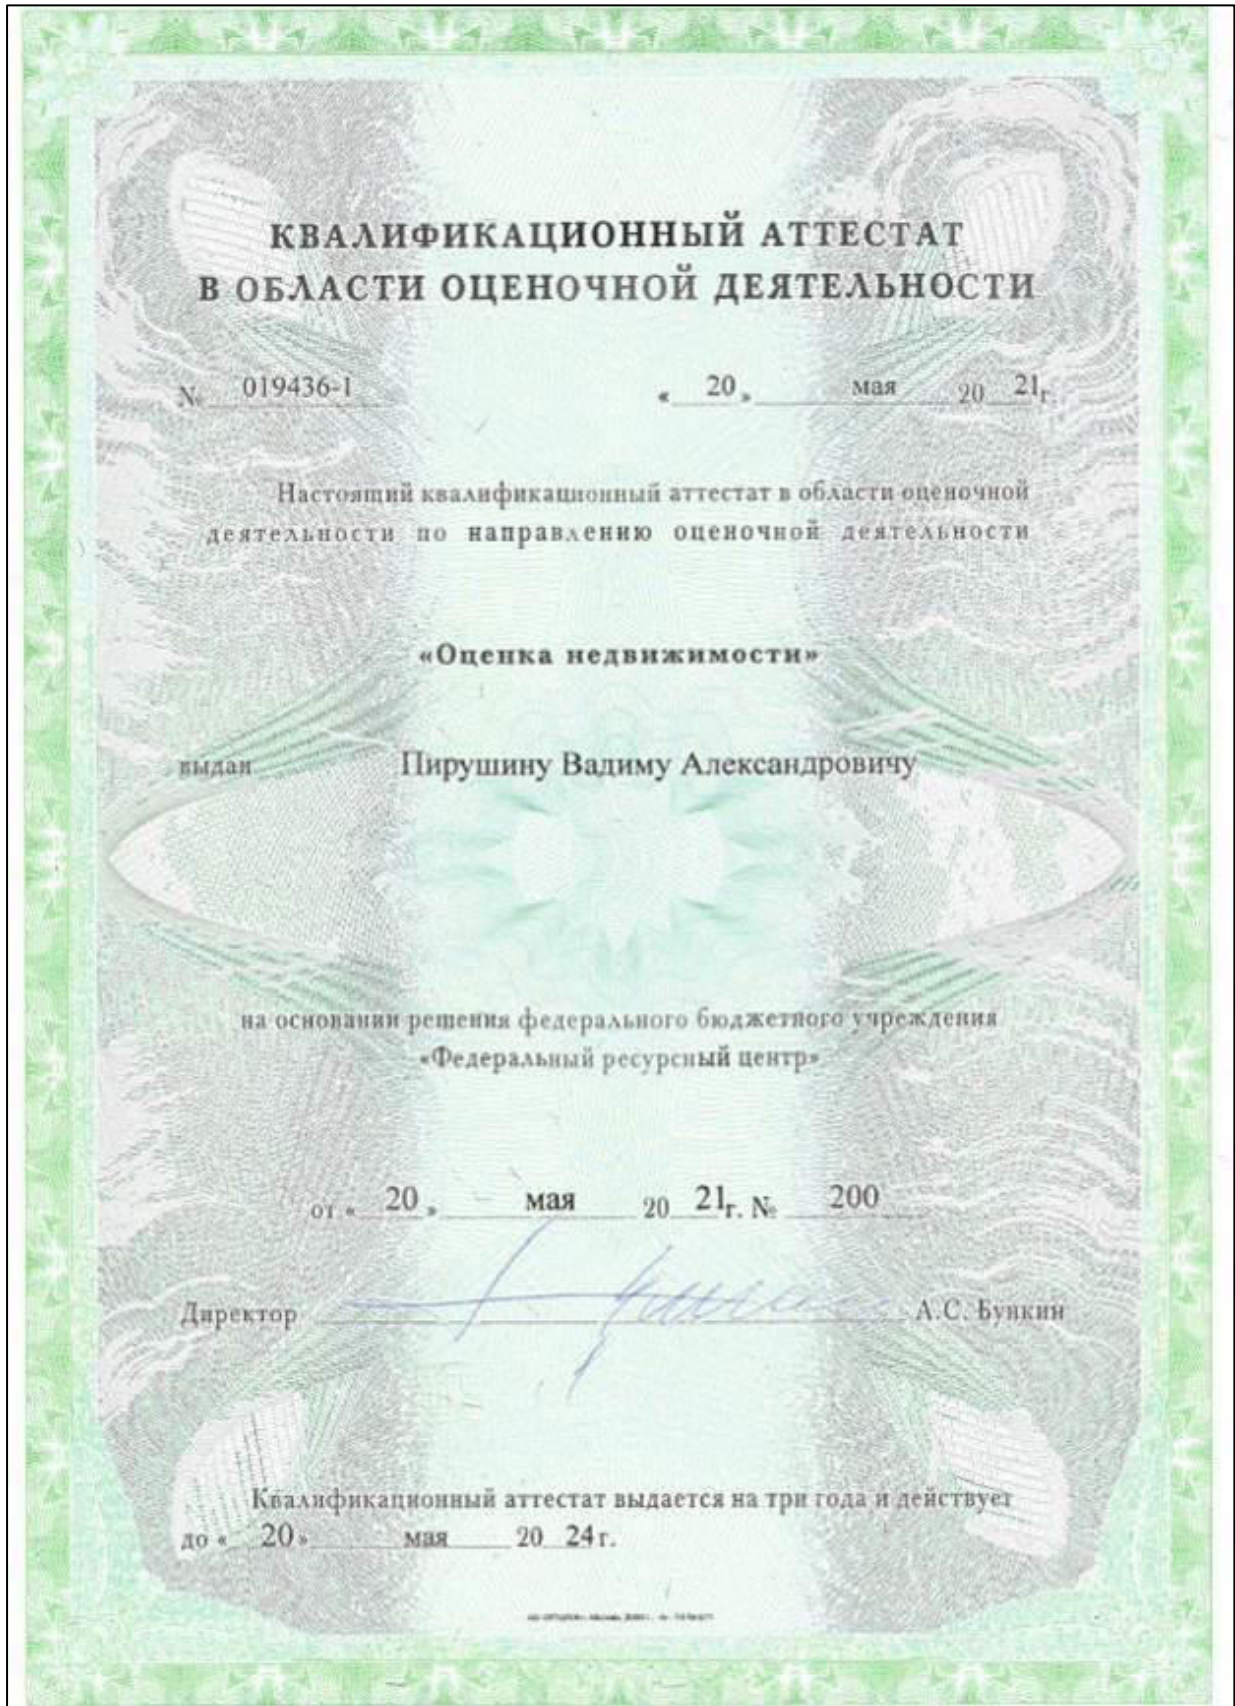 КВАЛИФИКАЦИОННЫЙ АТТЕСТАТ
В ОБЛАСТИ ОЦЕНОЧНОЙ ДЕЯТЕЛЬНОСТИ
№ 019436-1 « 20 » мая 20 21 г.
Настоящий квалификационный аттестат в области оценочной
деятельности по направлению оценочной деятельности
«Оценка недвижимости»
выдан Пирушину Вадиму Александровичу
на основании решения федерального бюджетного учреждения
«Федеральный ресурсный центр»
от « 20 » мая 20 21 г. № 200
Директор А.С. Бункин
Квалификационный аттестат выдается на три года и действует
до « 20 » мая 20 24 г.